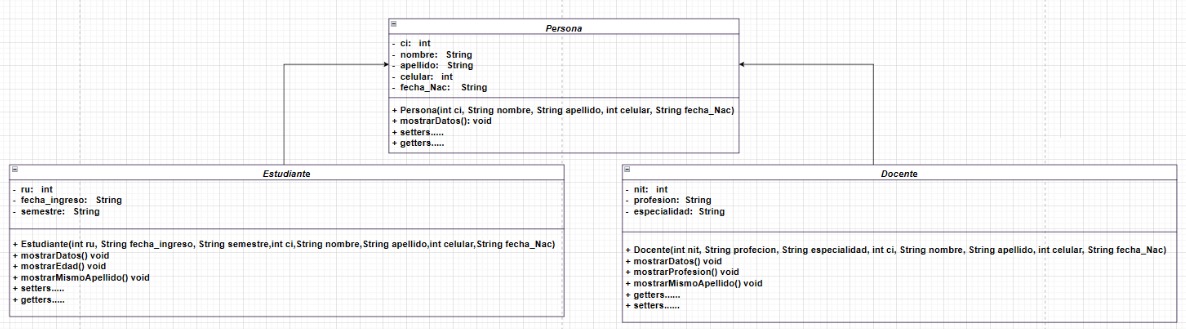 Persona
- ci: int
- nombre: String
- apellido: String
- celular: int
- fecha_Nac: String
+ Persona(int ci, String nombre, String apellido, int celular, String fecha_Nac)
+ mostrarDatos(): void
+ setters.....
+ getters.....
Estudiante
- ru: int
- fecha_ingreso: String
- semestre: String
+ Estudiante(int ru, String fecha_ingreso, String semestre,int ci,String nombre,String apellido,int celular,String fecha_Nac)
+ mostrarDatos() void
+ mostrarEdad() void
+ mostrarMismoApellido() void
+ setters.....
+ getters.....
Docente
- nit: int
- profesion: String
- especialidad: String
+ Docente(int nit, String profecion, String especialidad, int ci, String nombre, String apellido, int celular, String fecha_Nac)
+ mostrarDatos() void
+ mostrarProfesion() void
+ mostrarMismoApellido() void
+ getters......
+ setters......